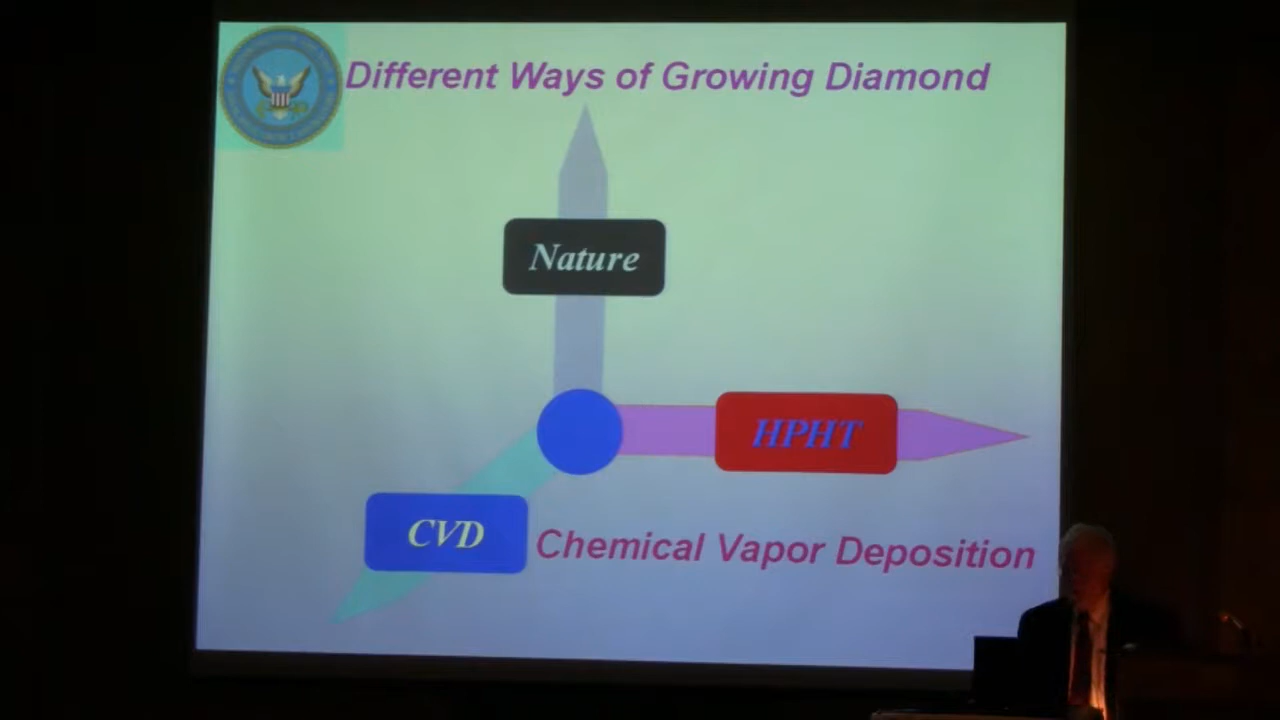 Different Ways of Growing Diamond
Nature
HPHT
CVD
Chemical Vapor Deposition